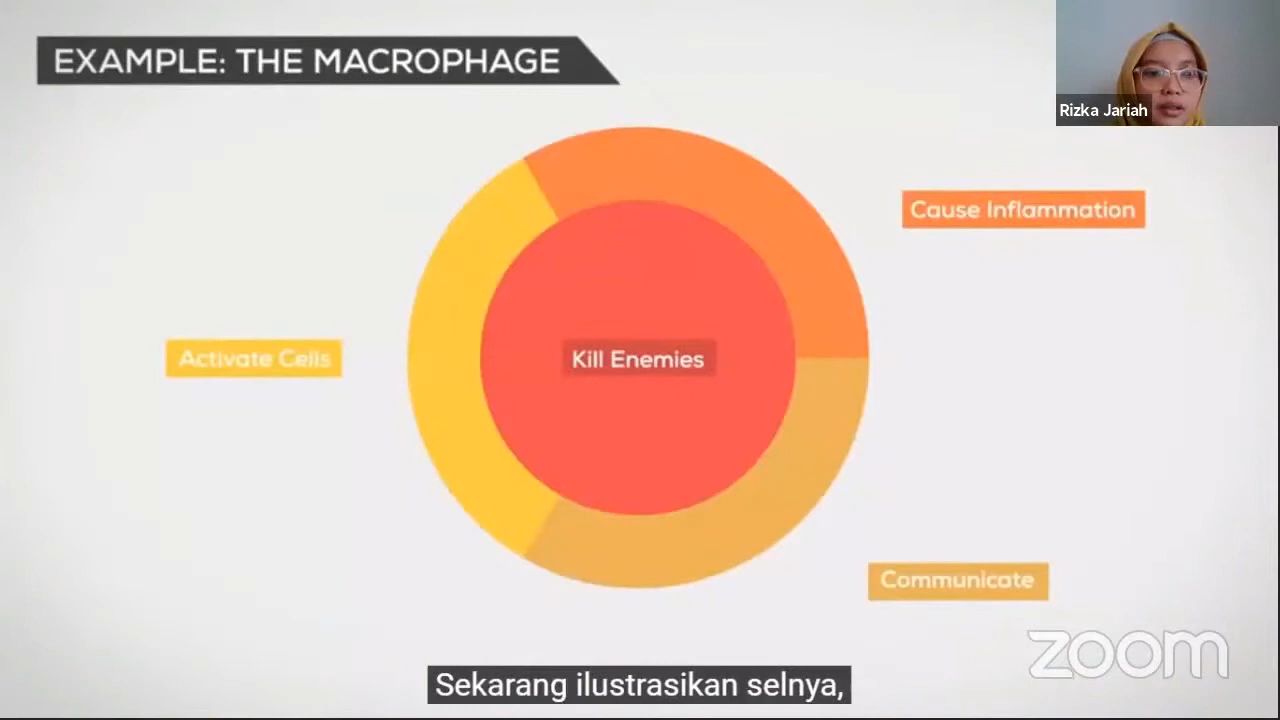 EXAMPLE: THE MACROPHAGE
Rizka Jariah
Cause Inflammation
Activate Cells
Kill Enemies
Communicate
zoom
Sekarang ilustrasikan selnya,